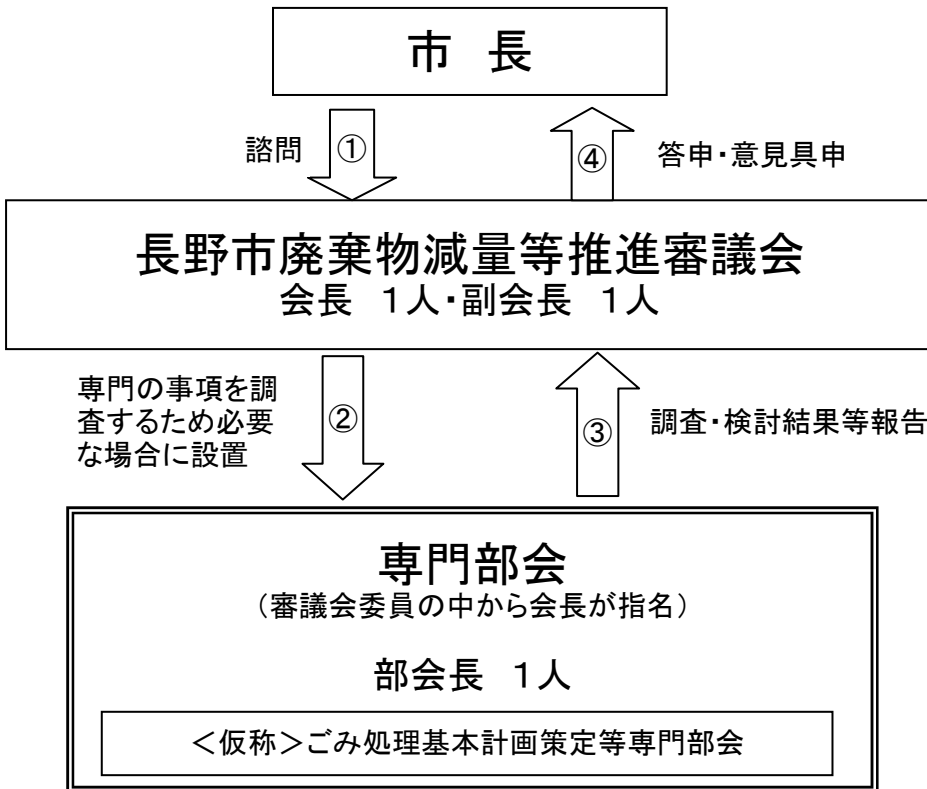 市 長
諮問 ① ④ 答申・意見具申
長野市廃棄物減量等推進審議会
会長 1人・副会長 1人
専門の事項を調
査するため必要
な場合に設置
② ③ 調査・検討結果等報告
専門部会
（審議会委員の中から会長が指名）
部会長 1人
＜仮称＞ごみ処理基本計画策定等専門部会